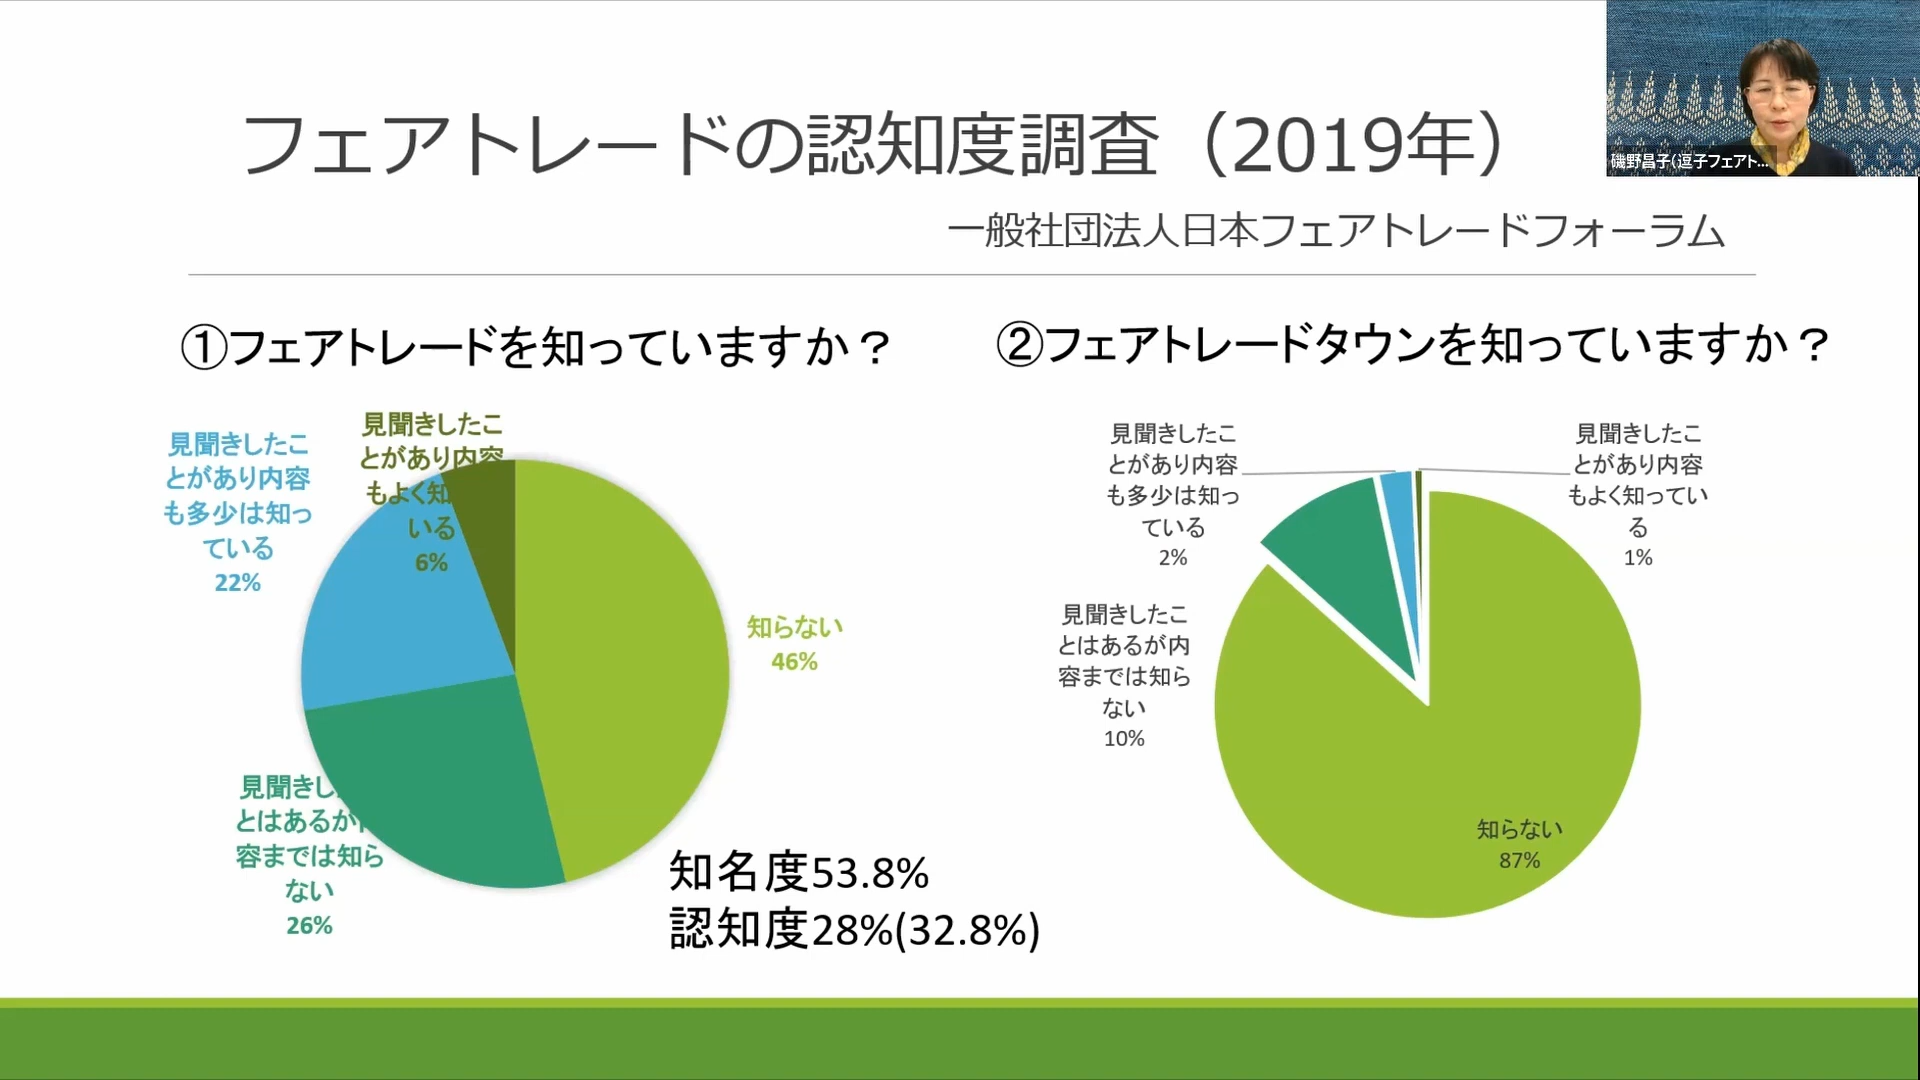 フェアトレードの認知度調査（2019年）
磯野昌子(逗子フェアト...
一般社団法人日本フェアトレードフォーラム
①フェアトレードを知っていますか？
見聞きしたこ
とがあり内容
も多少は知っ
ている
22%
見聞きしたこ
とがあり内容
もよく知
いる
6%
知らない
46%
見聞きし
とはあるが
容までは知ら
ない
26%
知名度53.8%
認知度28%(32.8%)
②フェアトレードタウンを知っていますか？
見聞きしたこ
とがあり内容
も多少は知っ
ている
2%
見聞きしたこ
とがあり内容
もよく知ってい
る
1%
見聞きしたこ
とはあるが内
容までは知ら
ない
10%
知らない
87%